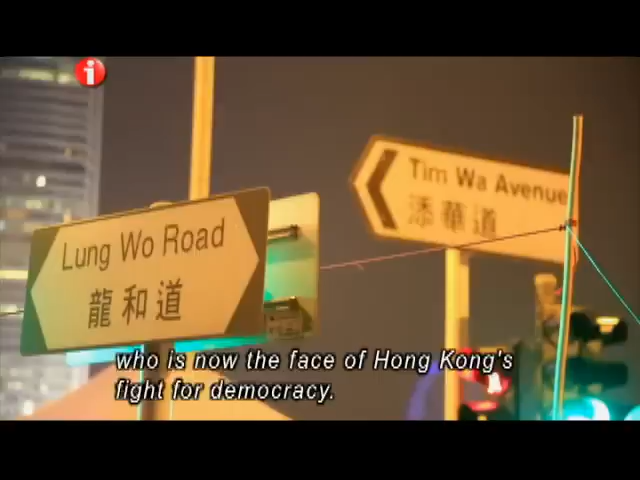 i
Tim Wa Avenue
添華道
Lung Wo Road
龍和道
who is now the face of Hong Kong's
fight for democracy.